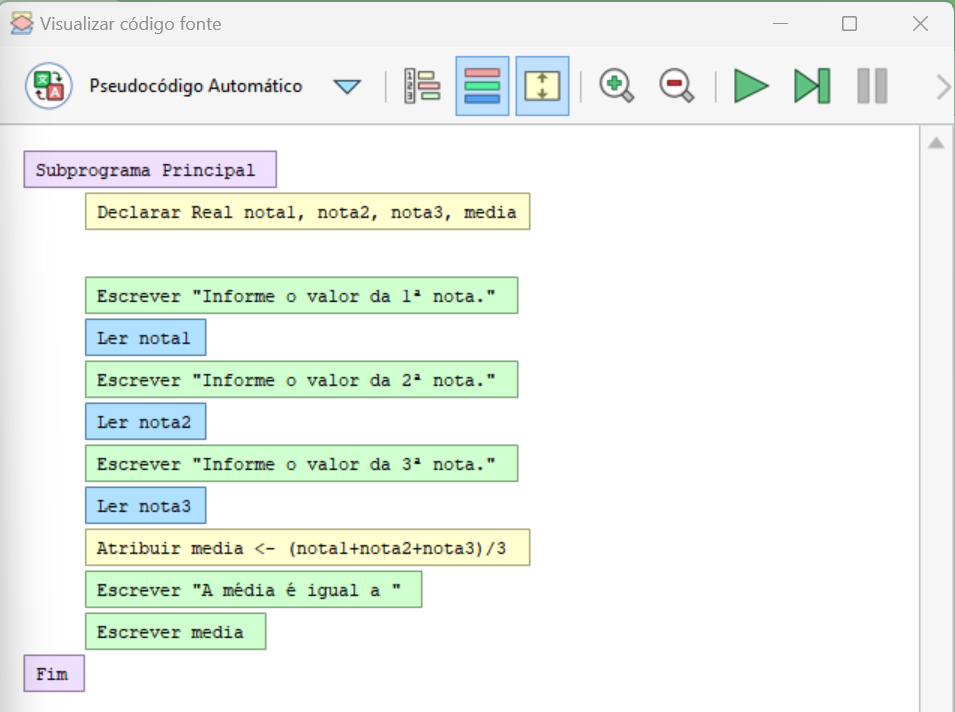 Visualizar código fonte
Pseudocódigo Automático
Subprograma Principal
Declarar Real nota1, nota2, nota3, media
Escrever "Informe o valor da 1ª nota."
Ler nota1
Escrever "Informe o valor da 2ª nota."
Ler nota2
Escrever "Informe o valor da 3ª nota."
Ler nota3
Atribuir media <- (nota1+nota2+nota3)/3
Escrever "A média é igual a "
Escrever media
Fim